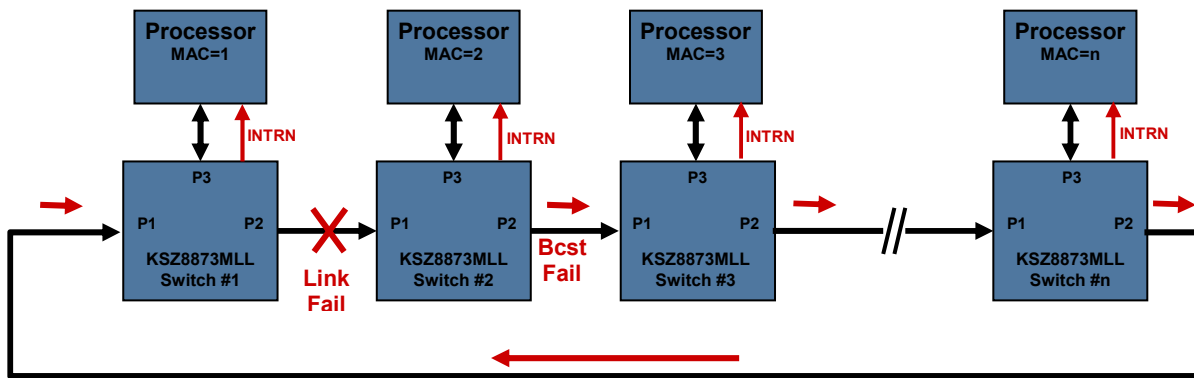 Processor
MAC=1
Processor
MAC=2
Processor
MAC=3
Processor
MAC=n
INTRN
INTRN
INTRN
INTRN
P3
P3
P3
P3
P1
P2
P1
P2
P1
P2
P1
P2
KSZ8873MLL
Switch #1
Link
Fail
KSZ8873MLL
Switch #2
Bcst
Fail
KSZ8873MLL
Switch #3
KSZ8873MLL
Switch #n